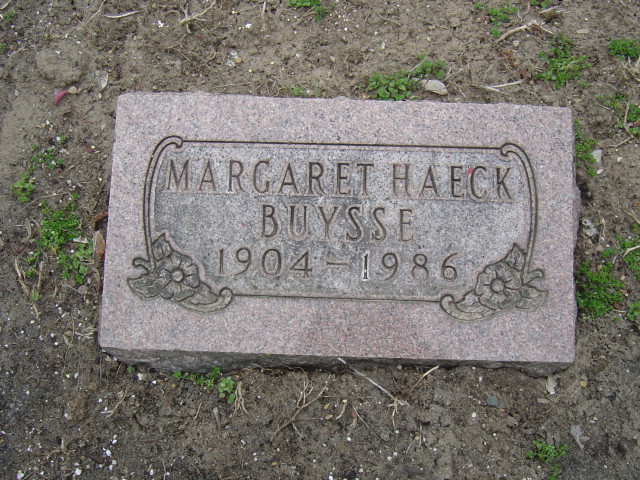 MARGARET HAECK
BUYSSE
1904 - 1986